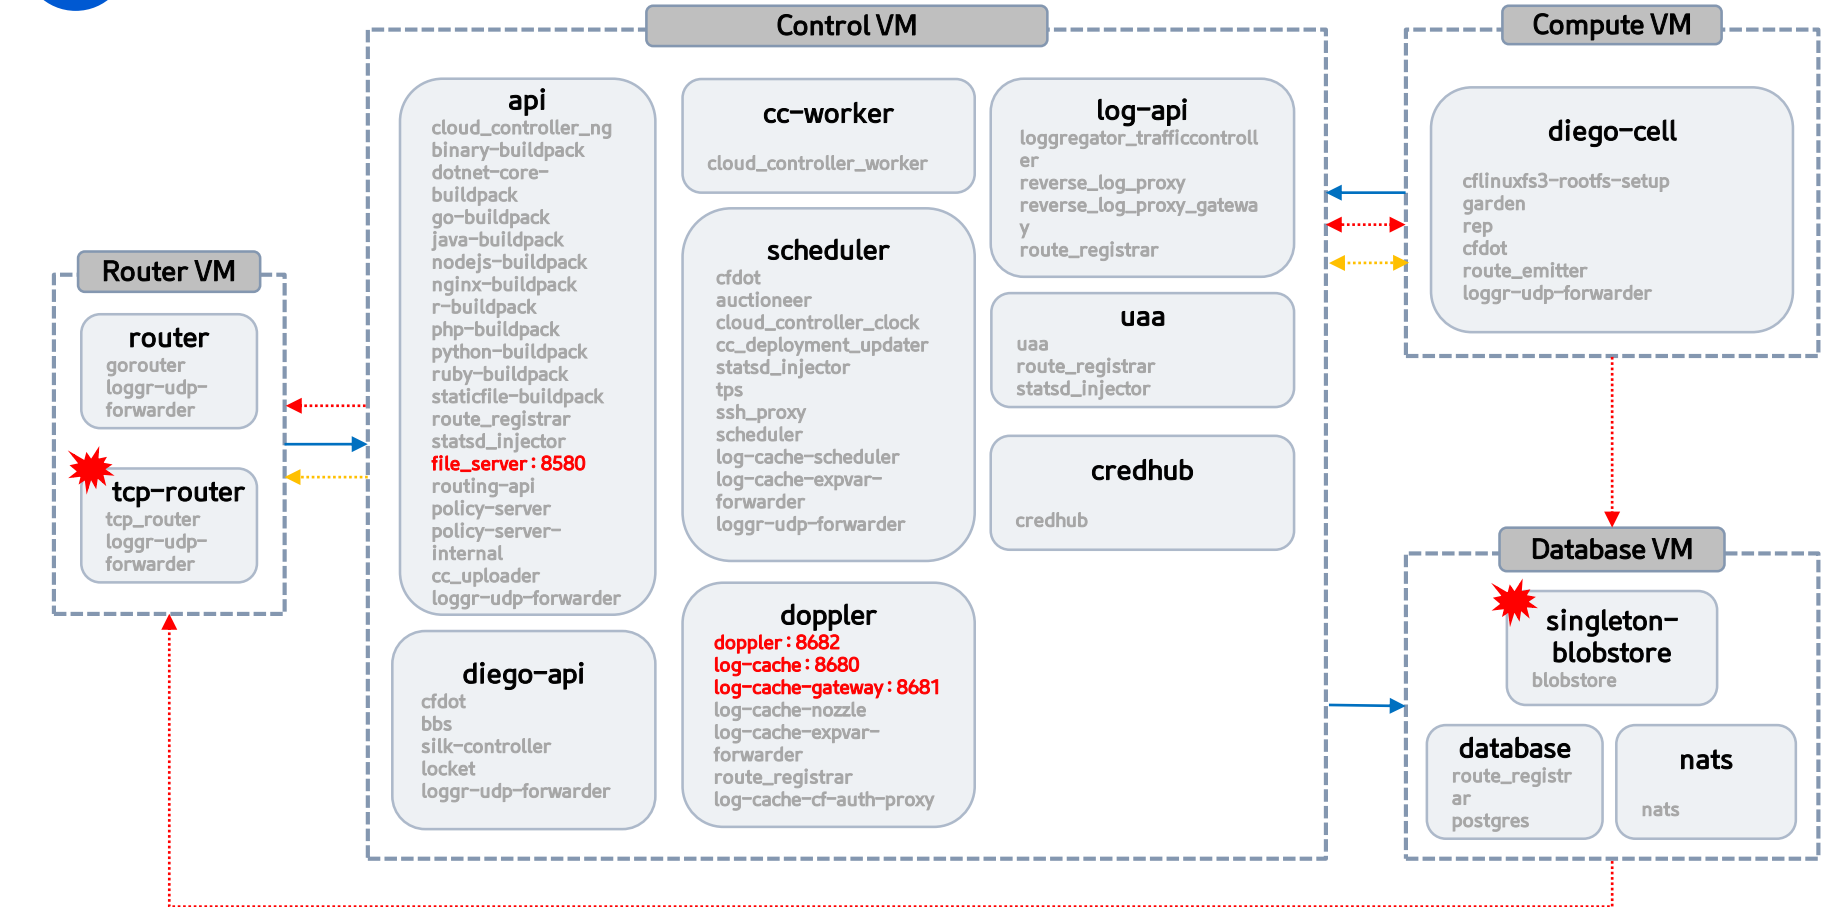 Control VM
api
cloud_controller_ng
binary-buildpack
dotnet-core-
buildpack
go-buildpack
java-buildpack
nodejs-buildpack
nginx-buildpack
r-buildpack
php-buildpack
python-buildpack
ruby-buildpack
staticfile-buildpack
route_registrar
statsd_injector
file_server : 8580
routing-api
policy-server
policy-server-
internal
cc_uploader
loggr-udp-forwarder
diego-api
cfdot
bbs
silk-controller
locket
loggr-udp-forwarder
cc-worker
cloud_controller_worker
scheduler
cfdot
auctioneer
cloud_controller_clock
cc_deployment_updater
statsd_injector
tps
ssh_proxy
scheduler
log-cache-scheduler
log-cache-expvar-
forwarder
loggr-udp-forwarder
doppler
doppler : 8682
log-cache : 8680
log-cache-gateway : 8681
log-cache-nozzle
log-cache-expvar-
forwarder
route_registrar
log-cache-cf-auth-proxy
log-api
loggregator_trafficcontroll
er
reverse_log_proxy
reverse_log_proxy_gatewa
y
route_registrar
uaa
uaa
route_registrar
statsd_injector
credhub
credhub
Router VM
router
gorouter
loggr-udp-
forwarder
tcp-router
tcp_router
loggr-udp-
forwarder
Compute VM
diego-cell
cflinuxfs3-rootfs-setup
garden
rep
cfdot
route_emitter
loggr-udp-forwarder
Database VM
singleton-
blobstore
blobstore
database
route_registr
ar
postgres
nats
nats